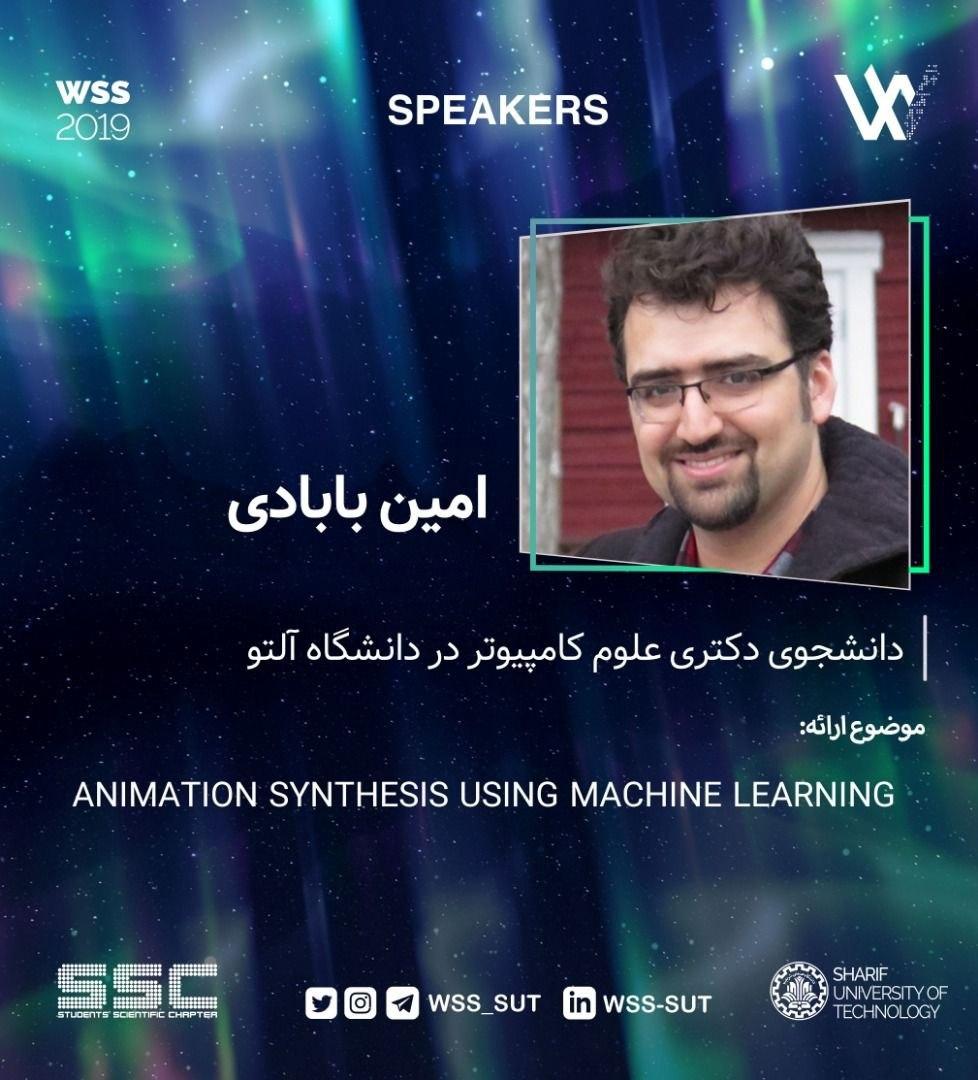 WSS
2019
SPEAKERS
امین بابادی
دانشجوی دکتری علوم کامپیوتر در دانشگاه آلتو
موضوع ارائه:
ANIMATION SYNTHESIS USING MACHINE LEARNING
SSC
STUDENTS' SCIENTIFIC CHAPTER
WSS_SUT
in WSS-SUT
SHARIF
UNIVERSITY OF
TECHNOLOGY